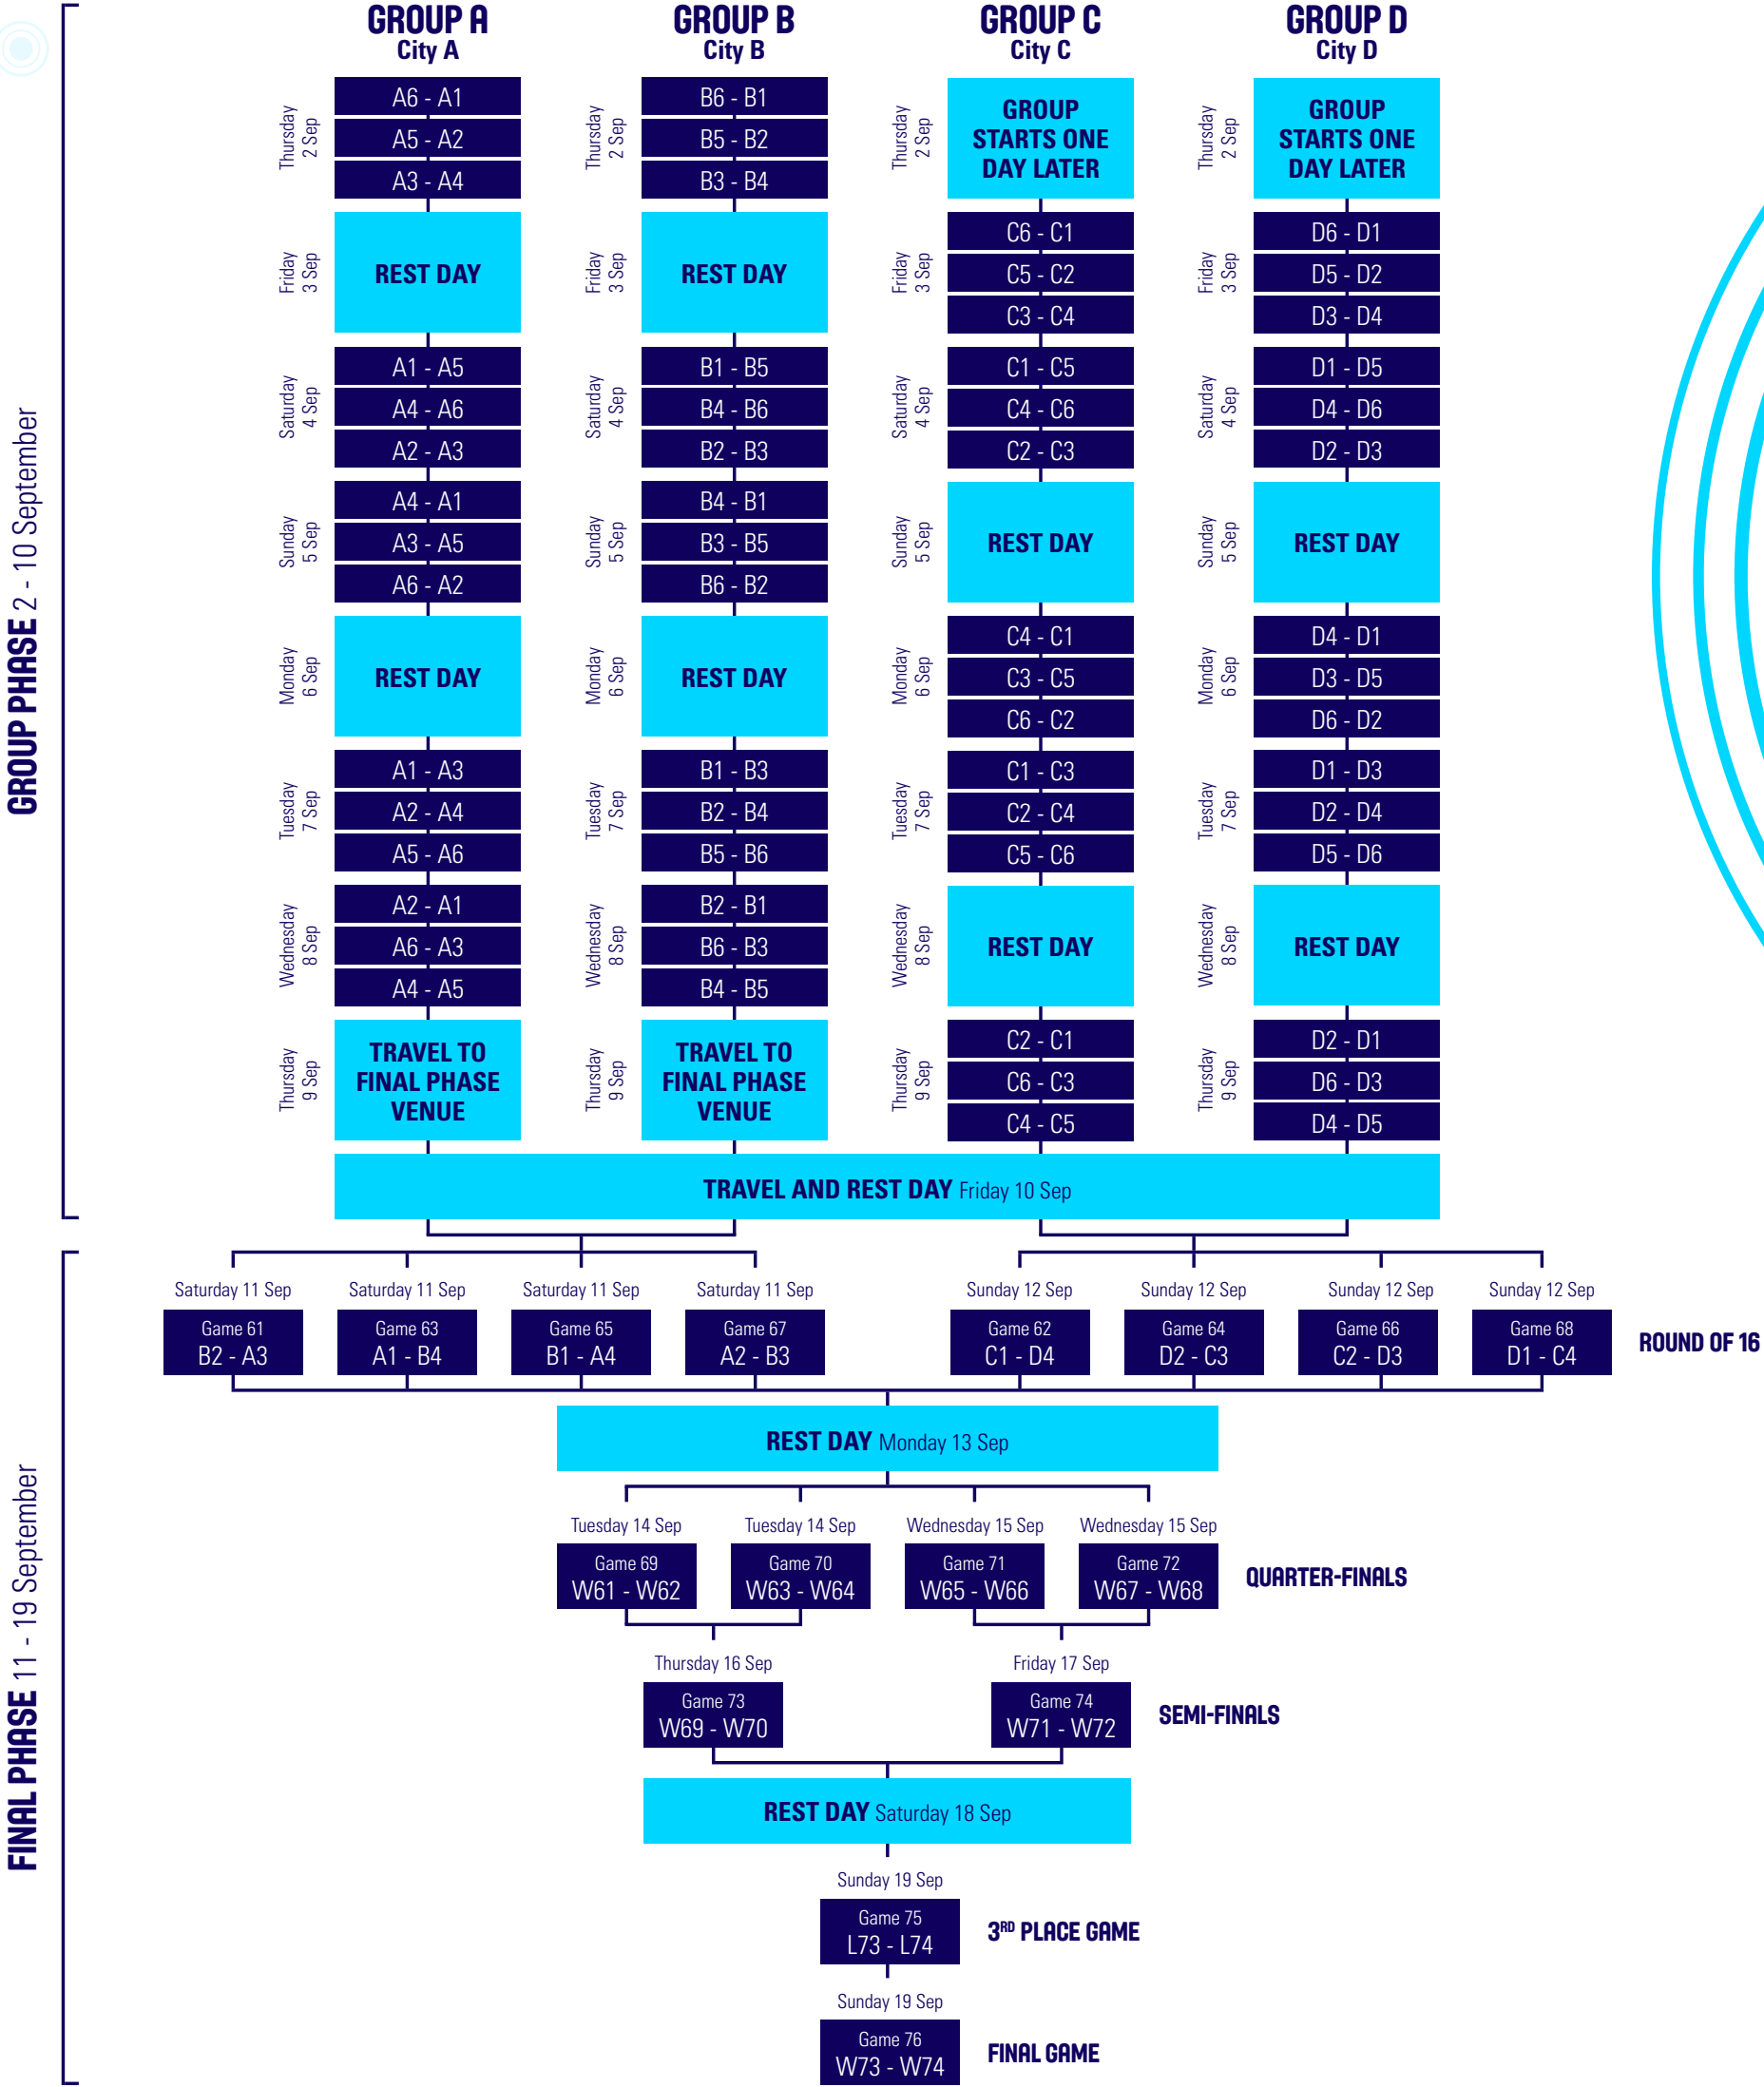 GROUP PHASE 2 - 10 September
GROUP A
City A
Thursday
2 Sep
A6 - A1
A5 - A2
A3 - A4
Friday
3 Sep
REST DAY
Saturday
4 Sep
A1 - A5
A4 - A6
A2 - A3
Sunday
5 Sep
A4 - A1
A3 - A5
A6 - A2
Monday
6 Sep
REST DAY
Tuesday
7 Sep
A1 - A3
A2 - A4
A5 - A6
Wednesday
8 Sep
A2 - A1
A6 - A3
A4 - A5
Thursday
9 Sep
TRAVEL TO
FINAL PHASE
VENUE
GROUP B
City B
Thursday
2 Sep
B6 - B1
B5 - B2
B3 - B4
Friday
3 Sep
REST DAY
Saturday
4 Sep
B1 - B5
B4 - B6
B2 - B3
Sunday
5 Sep
B4 - B1
B3 - B5
B6 - B2
Monday
6 Sep
REST DAY
Tuesday
7 Sep
B1 - B3
B2 - B4
B5 - B6
Wednesday
8 Sep
B2 - B1
B6 - B3
B4 - B5
Thursday
9 Sep
TRAVEL TO
FINAL PHASE
VENUE
GROUP C
City C
Thursday
2 Sep
GROUP
STARTS ONE
DAY LATER
Friday
3 Sep
C6 - C1
C5 - C2
C3 - C4
Saturday
4 Sep
C1 - C5
C4 - C6
C2 - C3
Sunday
5 Sep
REST DAY
Monday
6 Sep
C4 - C1
C3 - C5
C6 - C2
Tuesday
7 Sep
C1 - C3
C2 - C4
C5 - C6
Wednesday
8 Sep
REST DAY
Thursday
9 Sep
C2 - C1
C6 - C3
C4 - C5
GROUP D
City D
Thursday
2 Sep
GROUP
STARTS ONE
DAY LATER
Friday
3 Sep
D6 - D1
D5 - D2
D3 - D4
Saturday
4 Sep
D1 - D5
D4 - D6
D2 - D3
Sunday
5 Sep
REST DAY
Monday
6 Sep
D4 - D1
D3 - D5
D6 - D2
Tuesday
7 Sep
D1 - D3
D2 - D4
D5 - D6
Wednesday
8 Sep
REST DAY
Thursday
9 Sep
D2 - D1
D6 - D3
D4 - D5
TRAVEL AND REST DAY Friday 10 Sep
FINAL PHASE 11 - 19 September
Saturday 11 Sep
Game 61
B2 - A3
Saturday 11 Sep
Game 63
A1 - B4
Saturday 11 Sep
Game 65
B1 - A4
Saturday 11 Sep
Game 67
A2 - B3
Sunday 12 Sep
Game 62
C1 - D4
Sunday 12 Sep
Game 64
D2 - C3
Sunday 12 Sep
Game 66
C2 - D3
Sunday 12 Sep
Game 68
D1 - C4
ROUND OF 16
REST DAY Monday 13 Sep
Tuesday 14 Sep
Game 69
W61 - W62
Tuesday 14 Sep
Game 70
W63 - W64
Wednesday 15 Sep
Game 71
W65 - W66
Wednesday 15 Sep
Game 72
W67 - W68
QUARTER-FINALS
Thursday 16 Sep
Game 73
W69 - W70
Friday 17 Sep
Game 74
W71 - W72
SEMI-FINALS
REST DAY Saturday 18 Sep
Sunday 19 Sep
Game 75
L73 - L74
3RD PLACE GAME
Sunday 19 Sep
Game 76
W73 - W74
FINAL GAME